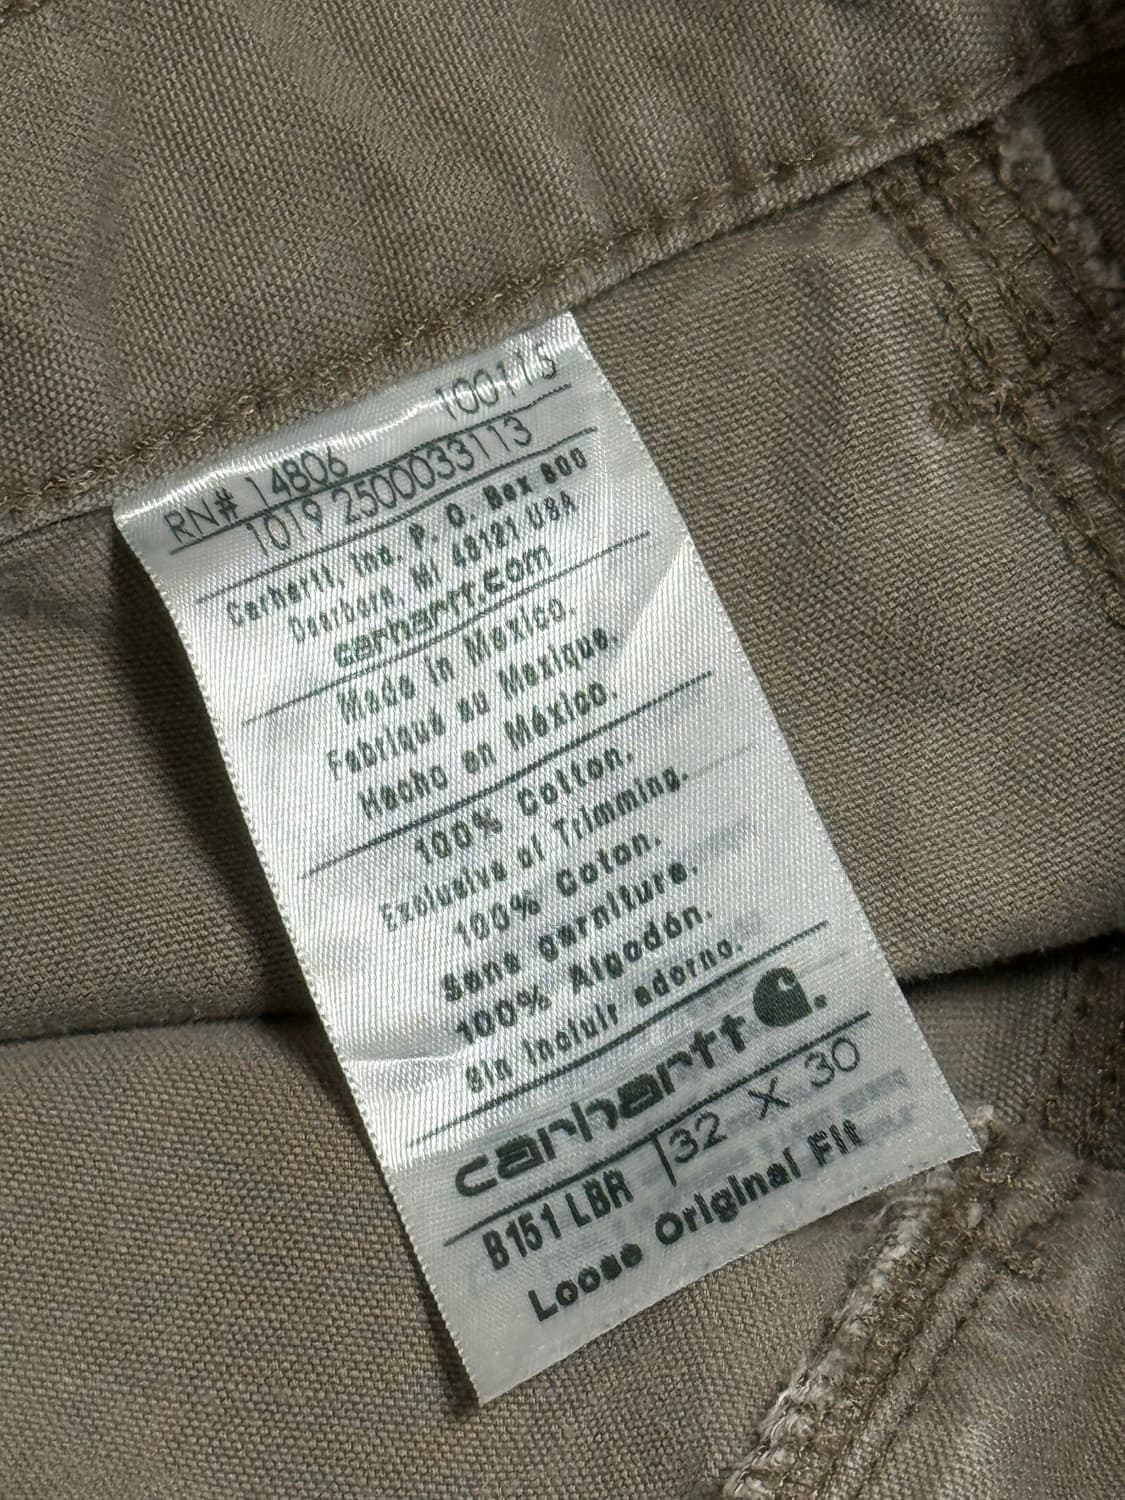 RN# 14806 100115
1019 2500033113
Carhartt, Inc. P. O. Box 600
Dearborn, MI 48121 USA
carhartt.com
Made in Mexico.
Fabriqué au Mexique.
Hecho en México.
100% Cotton.
Exclusive of Trimming.
100% Coton.
Sans garniture.
100% Algodón.
Sin incluir adorno.
carhartt
B151 LBR 32 X 30
Loose Original Fit